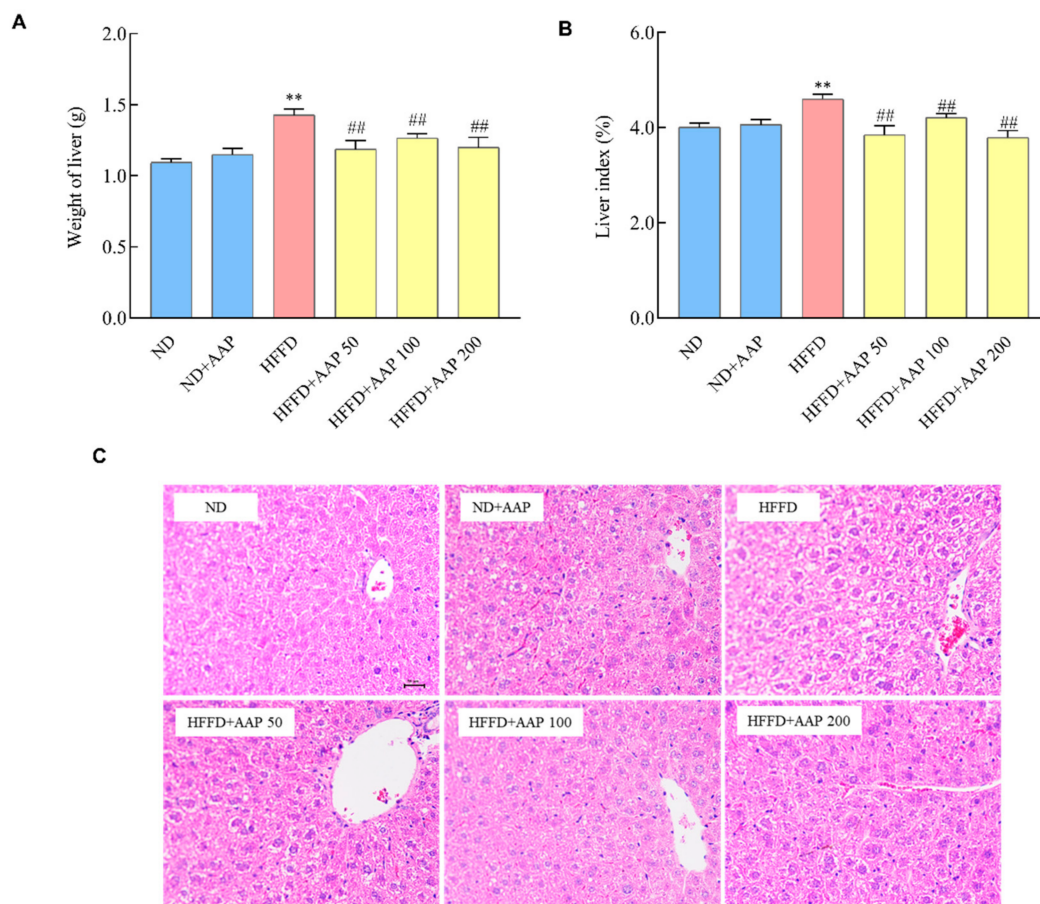 A
Weight of liver (g)
2.0
1.5
1.0
0.5
0.0
**
##
##
##
ND
ND+AAP
HFFD
HFFD+AAP 50
HFFD+AAP 100
HFFD+AAP 200
B
Liver index (%)
6.0
4.0
2.0
0.0
**
##
##
##
ND
ND+AAP
HFFD
HFFD+AAP 50
HFFD+AAP 100
HFFD+AAP 200
C
ND
ND+AAP
HFFD
HFFD+AAP 50
HFFD+AAP 100
HFFD+AAP 200